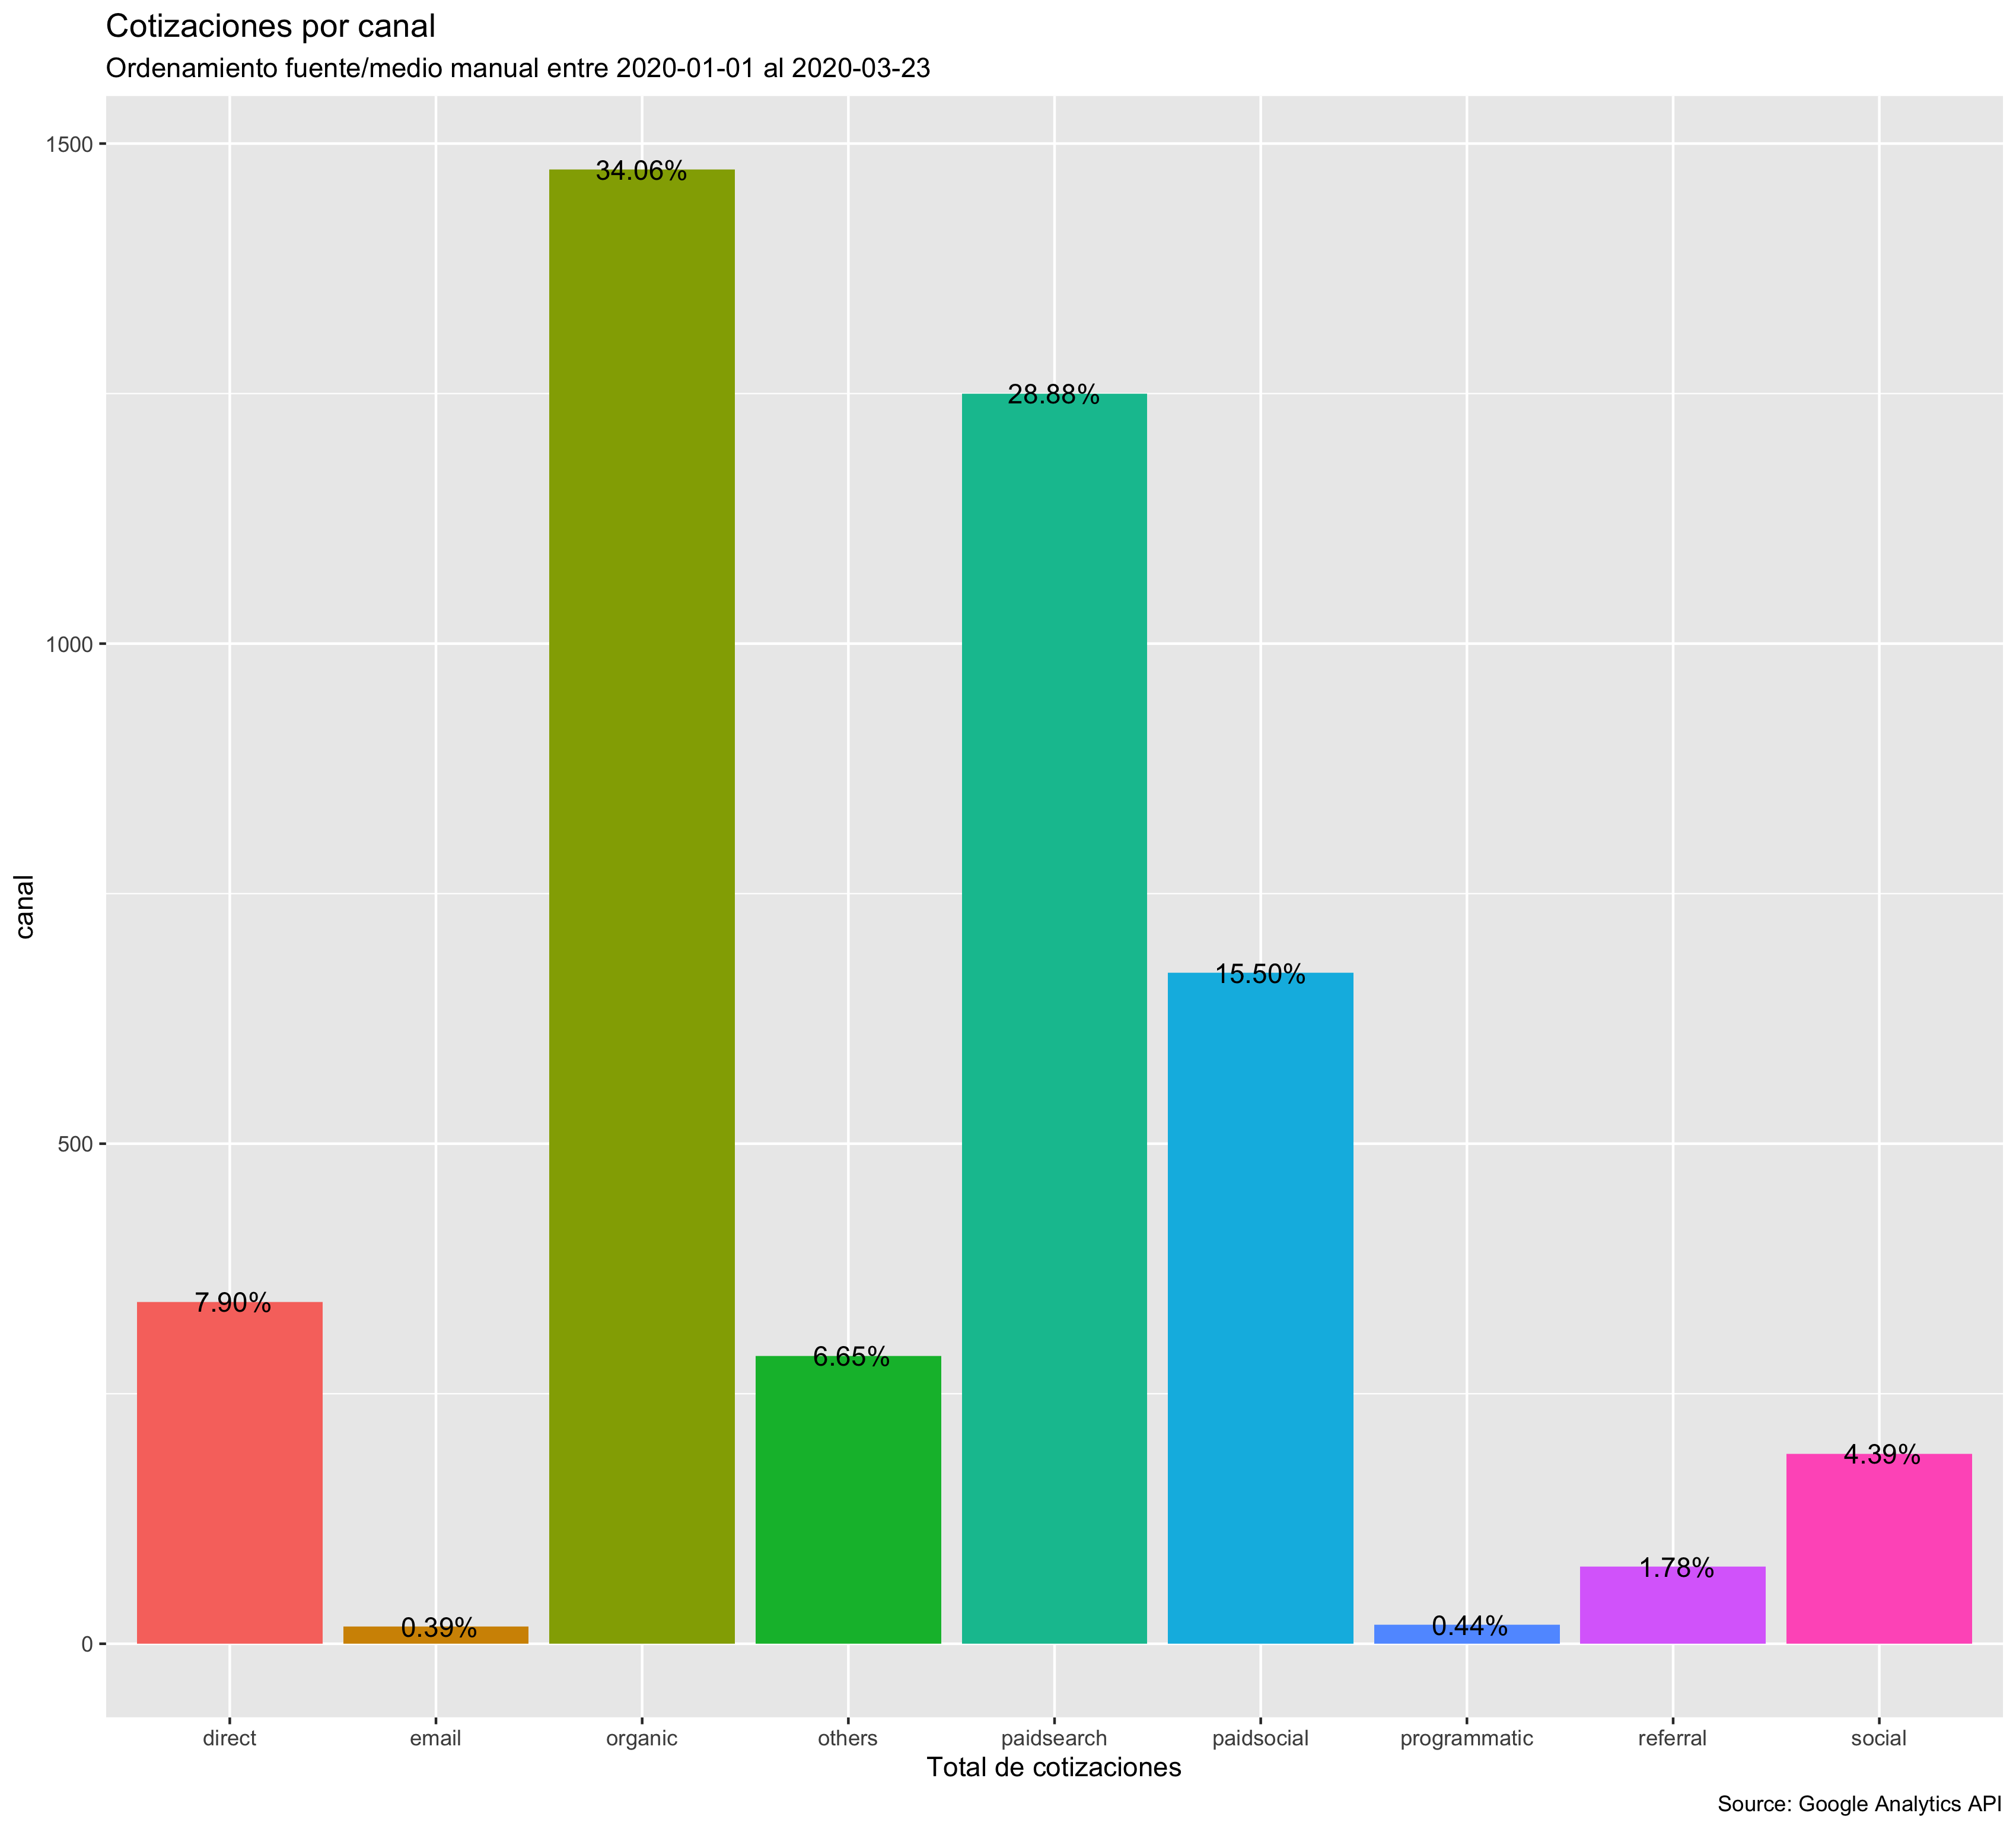 Cotizaciones por canal
Ordenamiento fuente/medio manual entre 2020-01-01 al 2020-03-23
1500
34.06%
28.88%
1000
canal
15.50%
500
7.90%
6.65%
4.39%
1.78%
0.39%
0.44%
0
direct email organic others paidsearch paidsocial programmatic referral social
Total de cotizaciones
Source: Google Analytics API